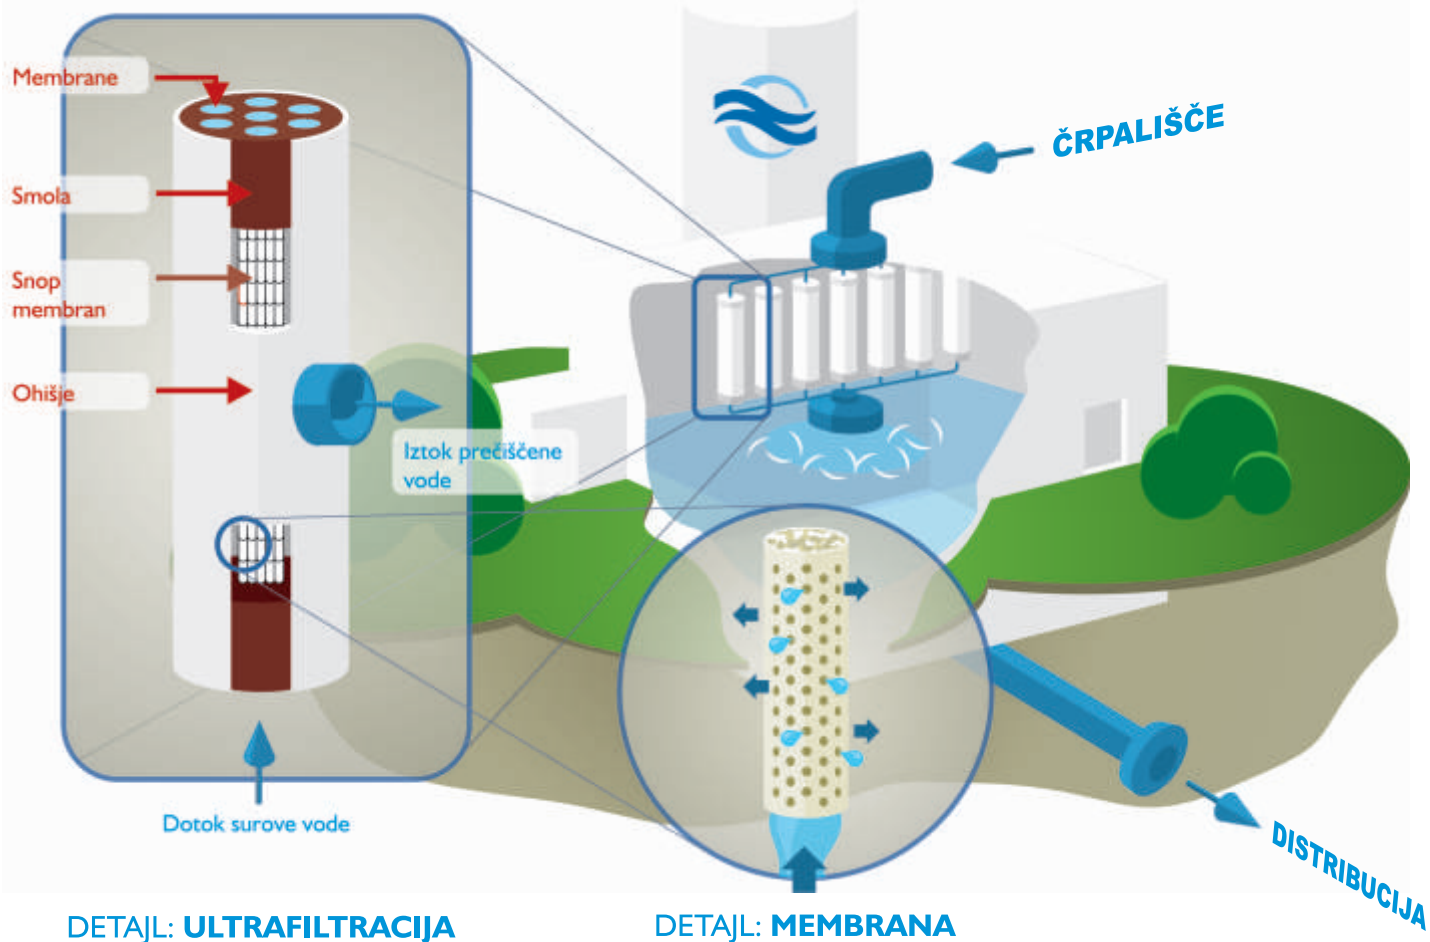 Membrane
ČRPALIŠČE
Smola
Snop
membran
Ohišje
Iztok prečiščene
vode
Dotok surove vode
DISTRIBUCIJA
DETAJL: ULTRAFILTRACIJA
DETAJL: MEMBRANA